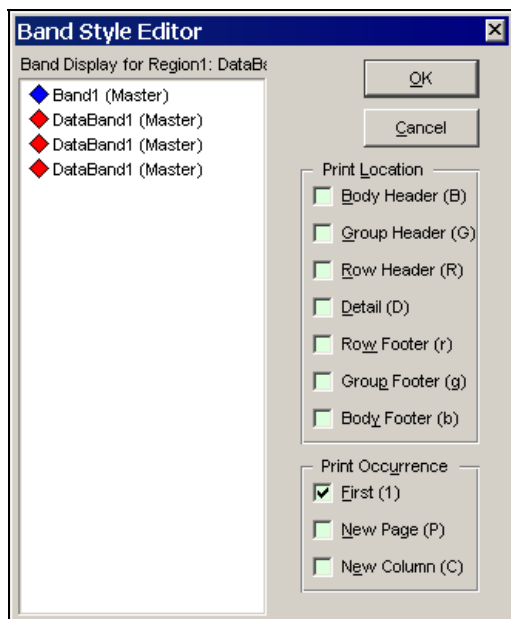 Band Style Editor
Band Display for Region1: DataBa
Band1 (Master)
DataBand1 (Master)
DataBand1 (Master)
DataBand1 (Master)
OK
Cancel
Print Location
Body Header (B)
Group Header (G)
Row Header (R)
Detail (D)
Row Footer (r)
Group Footer (g)
Body Footer (b)
Print Occurrence
First (1)
New Page (P)
New Column (C)